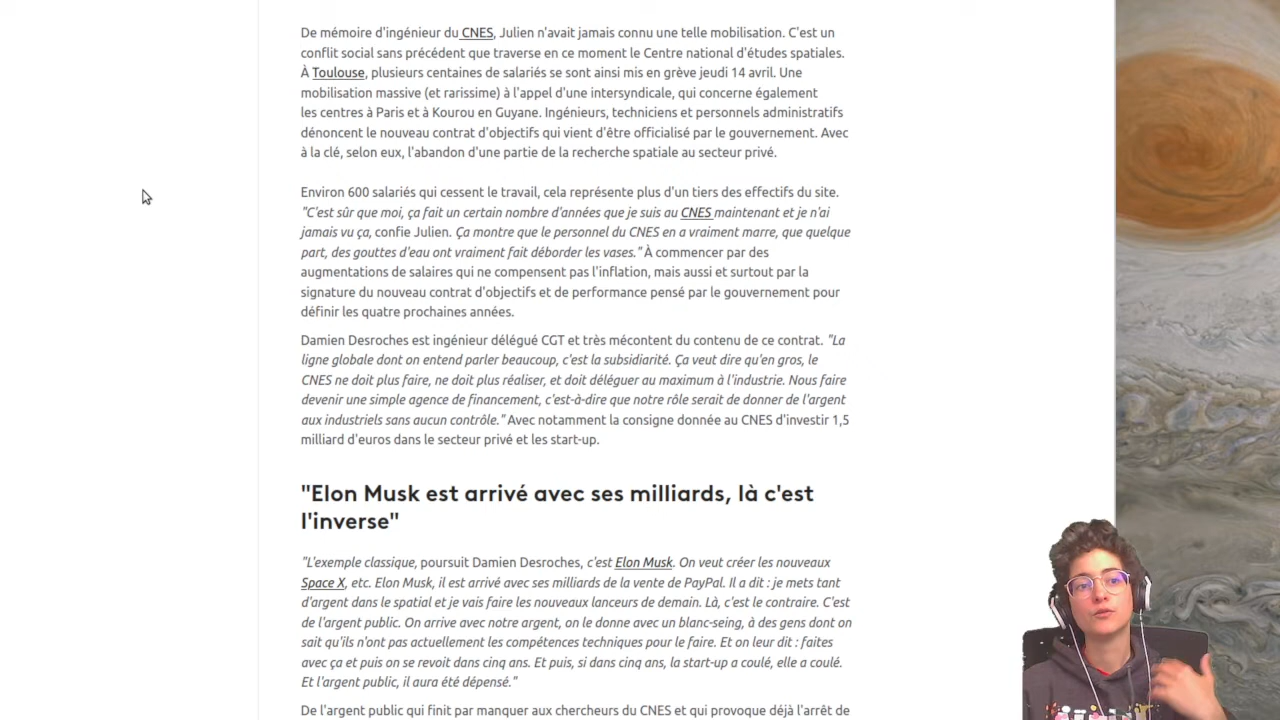 De mémoire d'ingénieur du CNES, Julien n'avait jamais connu une telle mobilisation. C'est un
conflit social sans précédent que traverse en ce moment le Centre national d'études spatiales.
À Toulouse, plusieurs centaines de salariés se sont ainsi mis en grève jeudi 14 avril. Une
mobilisation massive (et rarissime) à l'appel d'une intersyndicale, qui concerne également
les centres à Paris et à Kourou en Guyane. Ingénieurs, techniciens et personnels administratifs
dénoncent le nouveau contrat d'objectifs qui vient d'être officialisé par le gouvernement. Avec
à la clé, selon eux, l'abandon d'une partie de la recherche spatiale au secteur privé.
Environ 600 salariés qui cessent le travail, cela représente plus d'un tiers des effectifs du site.
"C'est sûr que moi, ça fait un certain nombre d'années que je suis au CNES maintenant et je n'ai
jamais vu ça, confie Julien. Ça montre que le personnel du CNES en a vraiment marre, que quelque
part, des gouttes d'eau ont vraiment fait déborder les vases." À commencer par des
augmentations de salaires qui ne compensent pas l'inflation, mais aussi et surtout par la
signature du nouveau contrat d'objectifs et de performance pensé par le gouvernement pour
définir les quatre prochaines années.
Damien Desroches est ingénieur délégué CGT et très mécontent du contenu de ce contrat. "La
ligne globale dont on entend parler beaucoup, c'est la subsidiarité. Ça veut dire qu'en gros, le
CNES ne doit plus faire, ne doit plus réaliser, et doit déléguer au maximum à l'industrie. Nous faire
devenir une simple agence de financement, c'est-à-dire que notre rôle serait de donner de l'argent
aux industriels sans aucun contrôle." Avec notamment la consigne donnée au CNES d'investir 1,5
milliard d'euros dans le secteur privé et les start-up.
"Elon Musk est arrivé avec ses milliards, là c'est
l'inverse"
"L'exemple classique, poursuit Damien Desroches, c'est Elon Musk. On veut créer les nouveaux
Space X, etc. Elon Musk, il est arrivé avec ses milliards de la vente de PayPal. Il a dit : je mets tant
d'argent dans le spatial et je vais faire les nouveaux lanceurs de demain. Là, c'est le contraire. C'est
de l'argent public. On arrive avec notre argent, on le donne avec un blanc-seing, à des gens dont on
sait qu'ils n'ont pas actuellement les compétences techniques pour le faire. Et on leur dit : faites
avec ça et puis on se revoit dans cinq ans. Et puis, si dans cinq ans, la start-up a coulé, elle a coulé.
Et l'argent public, il aura été dépensé."
De l'argent public qui finit par manquer aux chercheurs du CNES et qui provoque déjà l'arrêt de